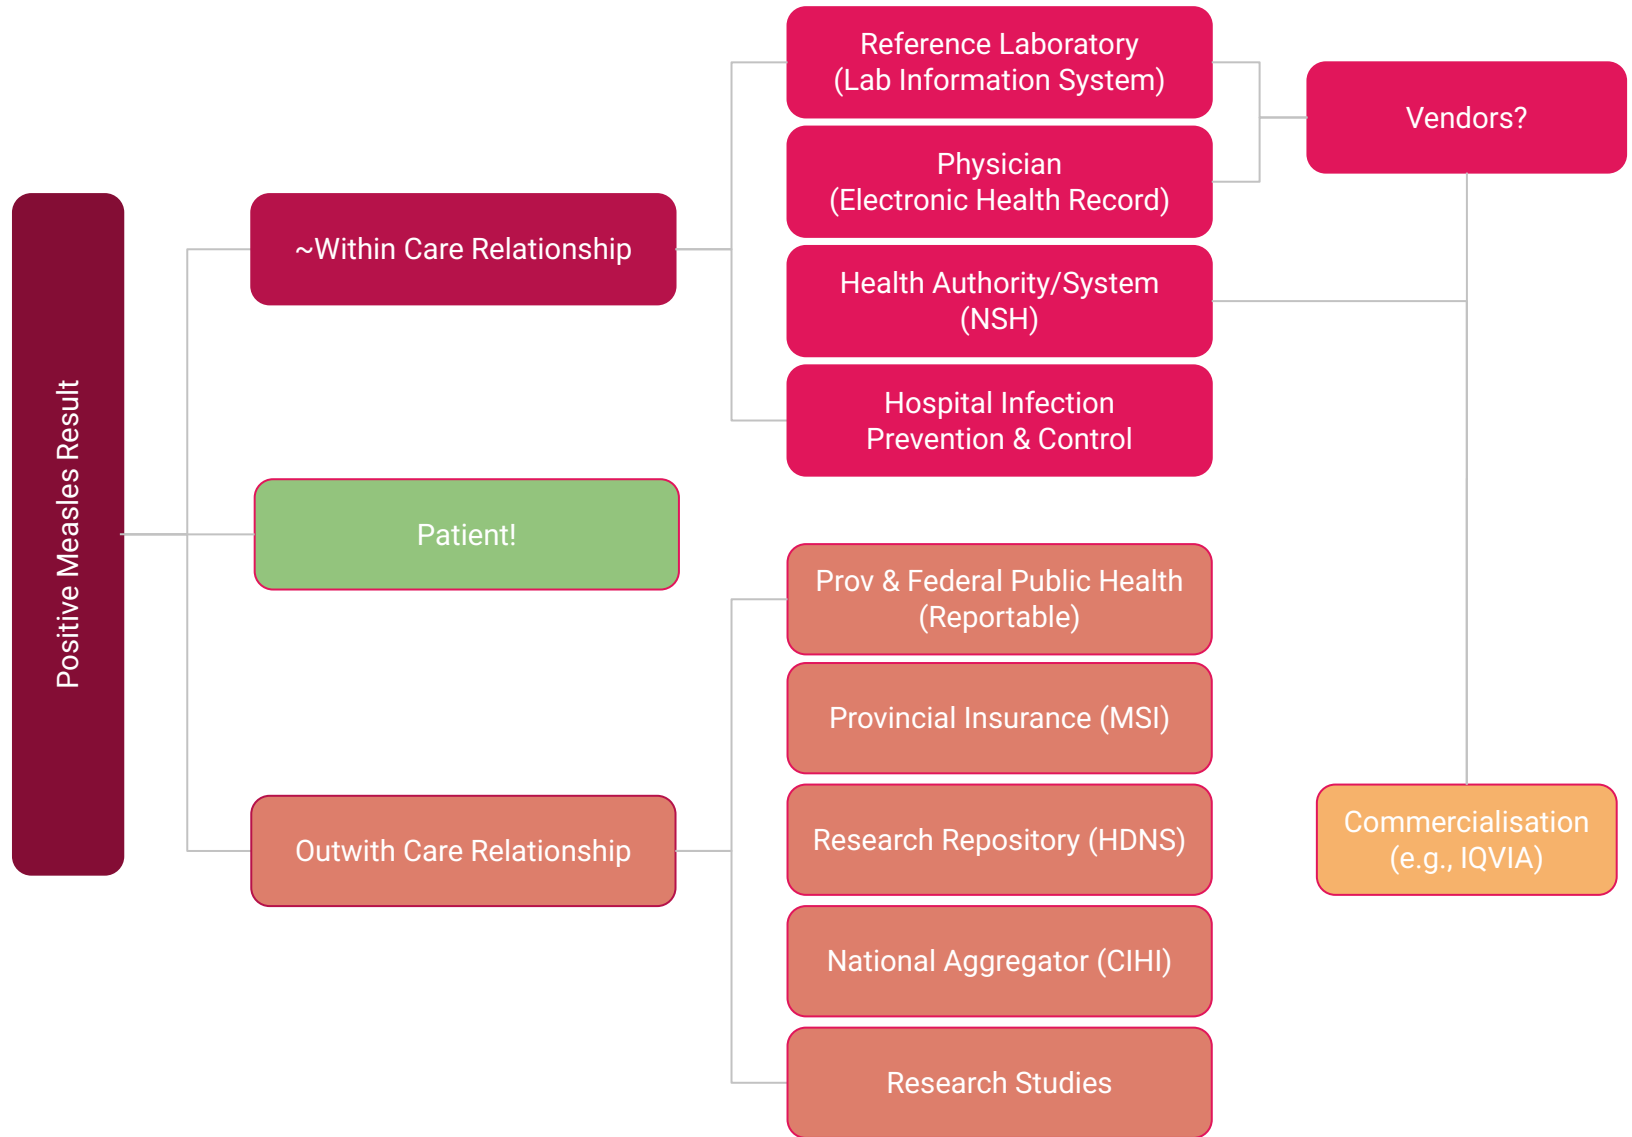 Positive Measles Result
~Within Care Relationship
Patient!
Outwith Care Relationship
Reference Laboratory
(Lab Information System)
Physician
(Electronic Health Record)
Health Authority/System
(NSH)
Hospital Infection
Prevention & Control
Prov & Federal Public Health
(Reportable)
Provincial Insurance (MSI)
Research Repository (HDNS)
National Aggregator (CIHI)
Research Studies
Vendors?
Commercialisation
(e.g., IQVIA)